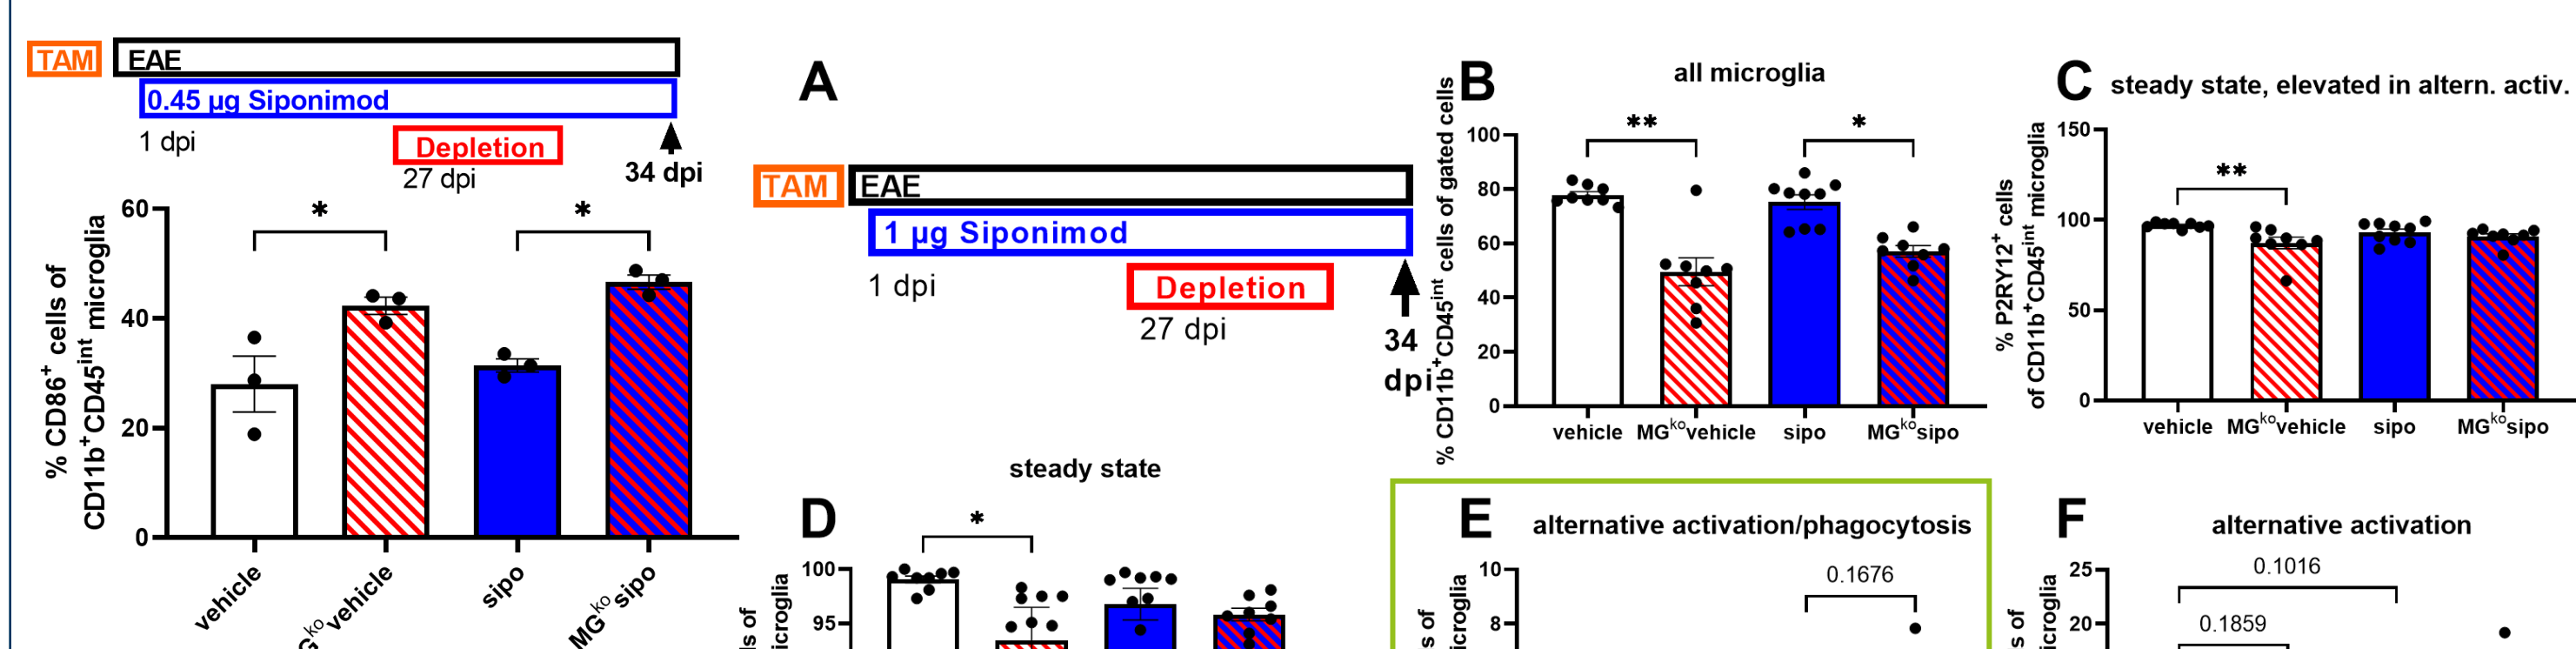 TAM
EAE
0.45 µg Siponimod
1 dpi
Depletion
27 dpi
34 dpi
% CD86+ cells of
CD11b+CD45int microglia
60
40
20
0
*
*
vehicle
vehicle
sipo
MGko sipo
A
TAM
EAE
1 µg Siponimod
1 dpi
Depletion
27 dpi
34
dpi
B
all microglia
% CD11b+CD45int cells of gated cells
100
80
60
40
20
0
**
*
vehicle
MGkovehicle
sipo
MGkosipo
C
steady state, elevated in altern. activ.
% P2RY12+ cells
of CD11b+CD45int microglia
150
100
50
0
**
vehicle
MGkovehicle
sipo
MGkosipo
D
steady state
100
95
*
E
alternative activation/phagocytosis
10
8
0.1676
F
alternative activation
25
20
0.1016
0.1859